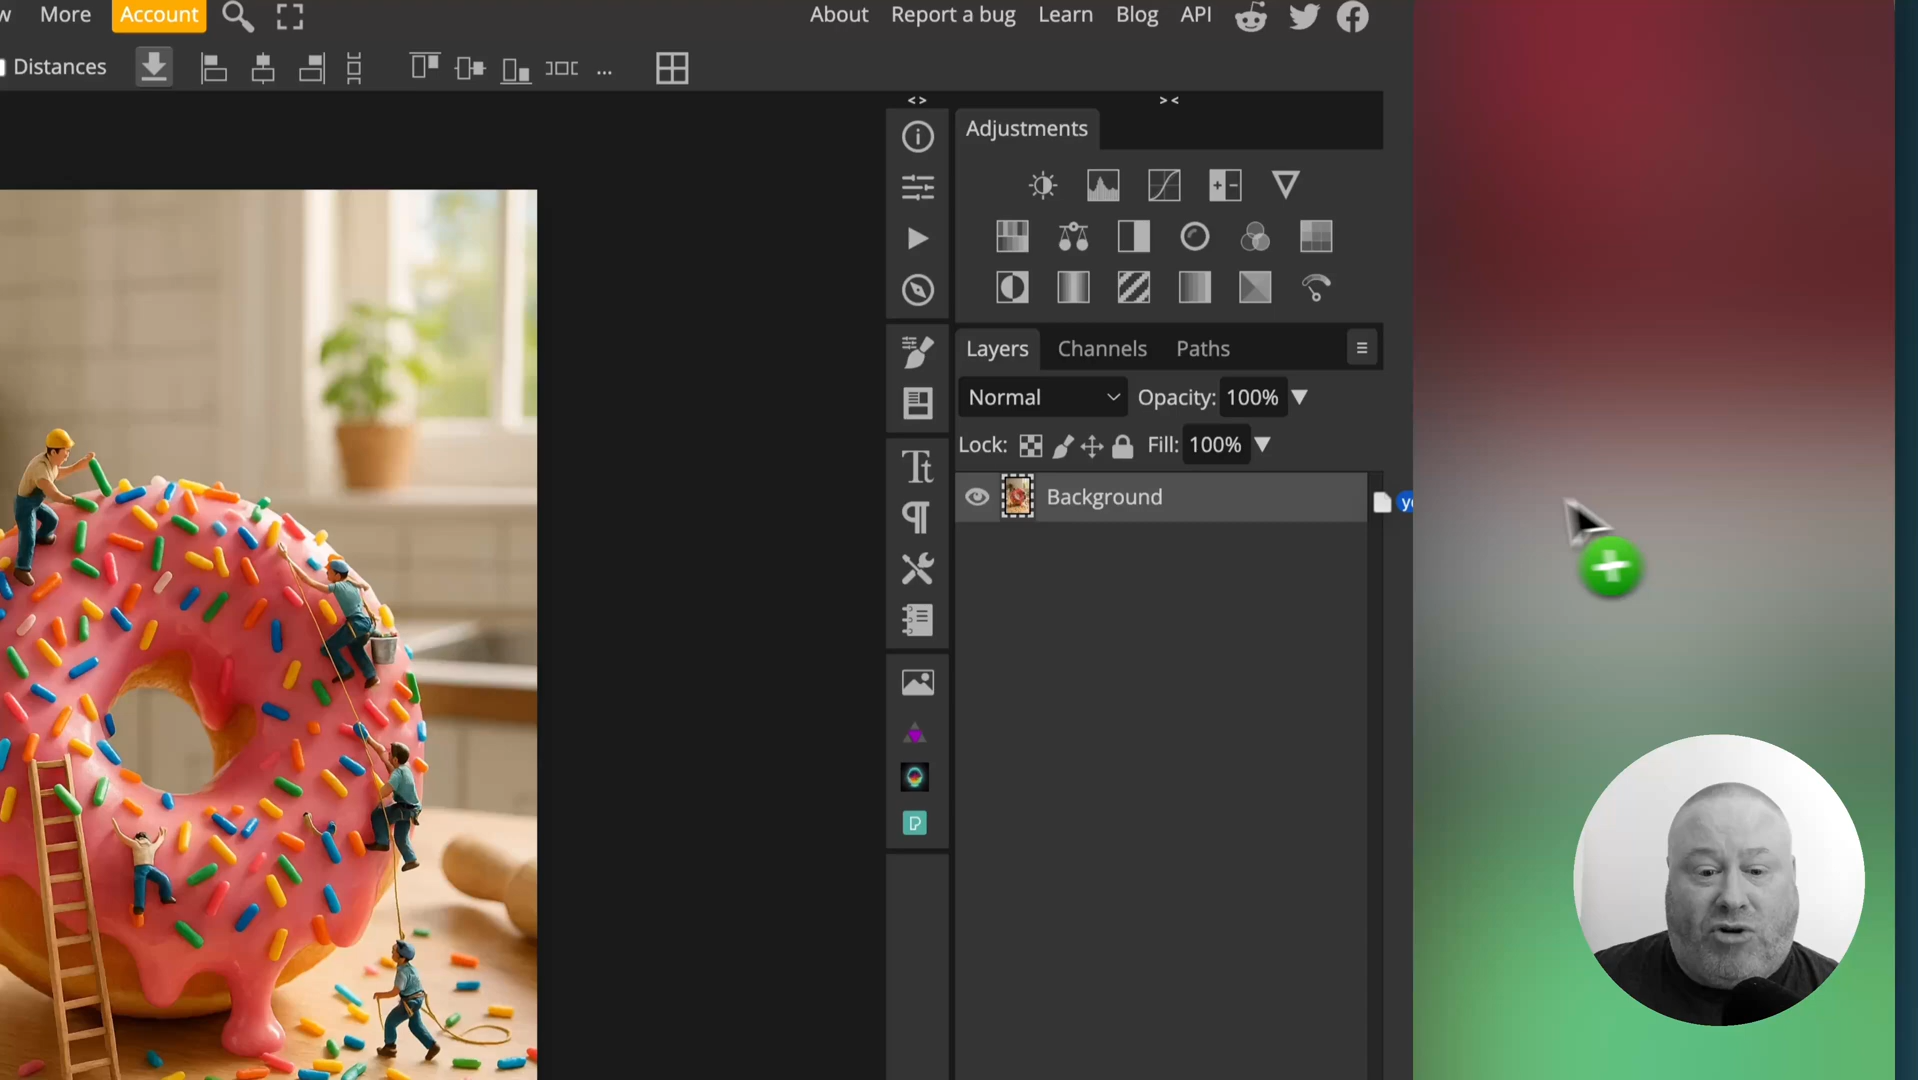 More Account About Report a bug Learn Blog API
Distances ...
< > > <
Adjustments
Layers Channels Paths
Normal Opacity: 100%
Lock: Fill: 100%
Background
Tt